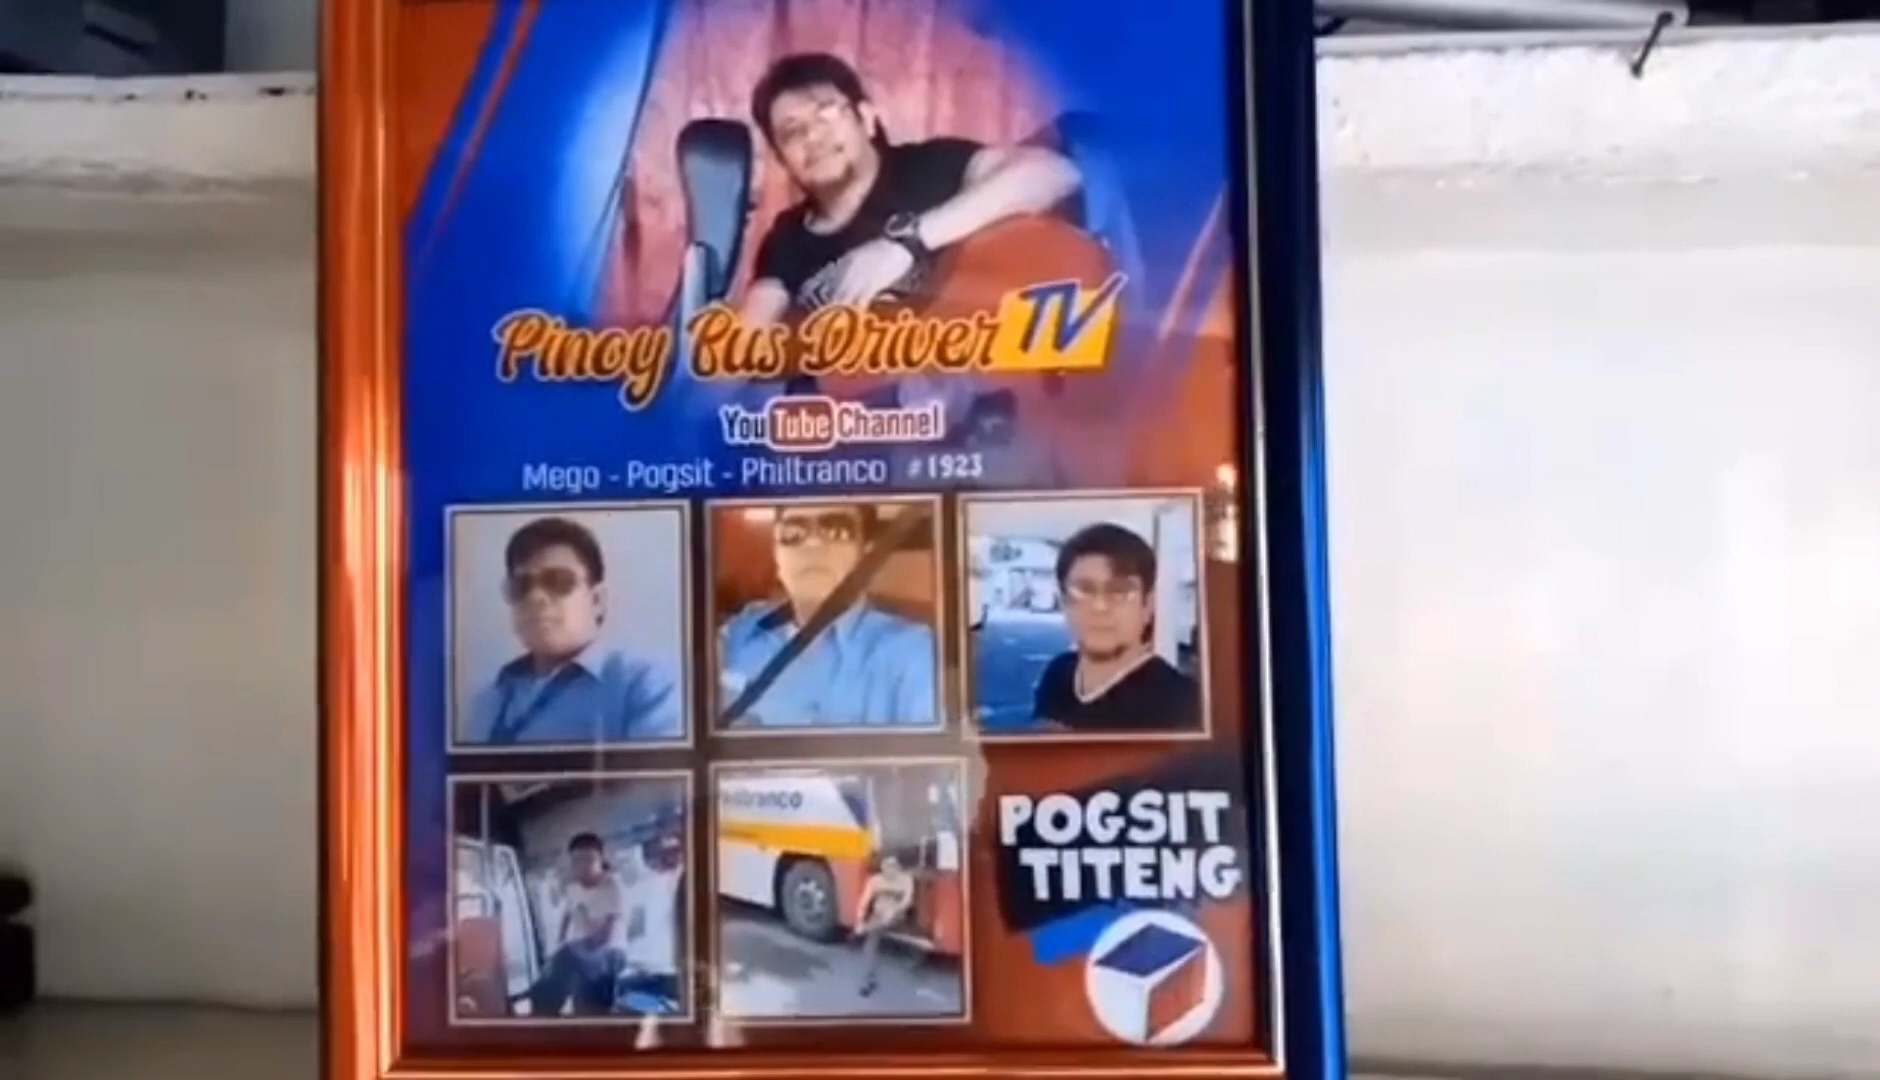 Pinoy Bus Driver TV
YouTube Channel
Mego - Pogsit - Philtranco #1923
Philtranco
POGSIT
TITENG